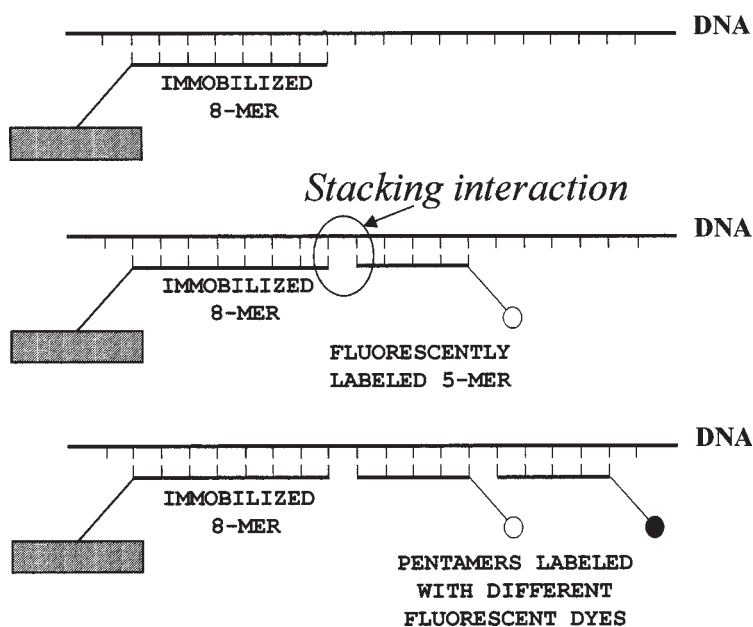 DNA
IMMOBILIZED
8-MER
Stacking interaction
DNA
IMMOBILIZED
8-MER
FLUORESCENTLY
LABELED 5-MER
DNA
IMMOBILIZED
8-MER
PENTAMERS LABELED
WITH DIFFERENT
FLUORESCENT DYES